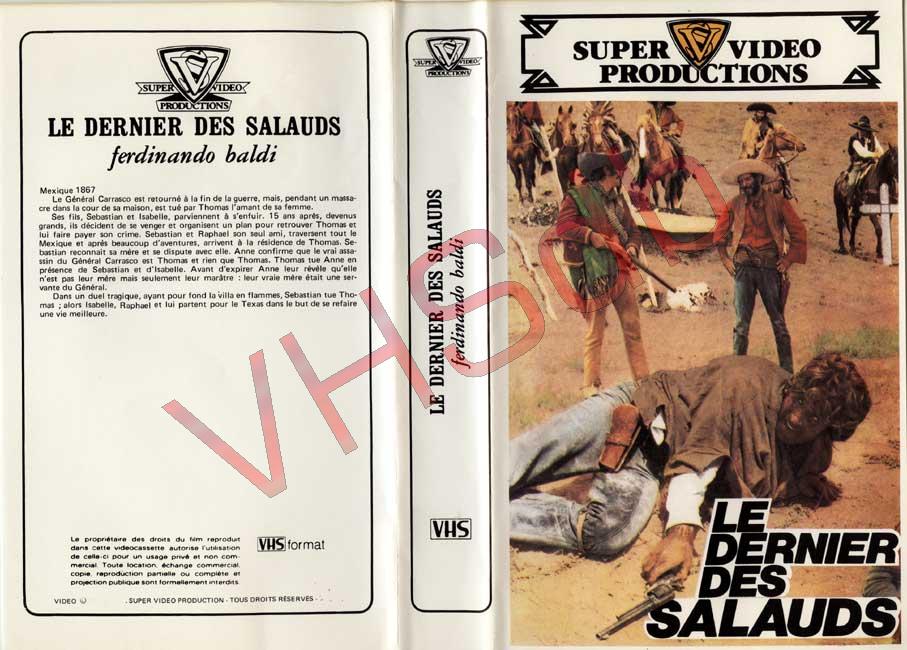 SUPER VIDEO
PRODUCTIONS
LE DERNIER DES SALAUDS
ferdinando baldi
Mexique 1867
Le Général Carrasco est retourné à la fin de la guerre, mais, pendant un massa-
cre dans la cour de sa maison, est tué par Thomas l'amant de sa femme.
Ses fils, Sebastian et Isabelle, parviennent à s'enfuir. 15 ans après, devenus
grands, ils décident de se venger et organisent un plan pour retrouver Thomas et
lui faire payer son crime. Sebastian et Raphael son seul ami, traversent tout le
Mexique et après beaucoup d'aventures, arrivent à la résidence de Thomas. Se-
bastian reconnait sa mére et se dispute avec elle. Anne confirme que le vrai assa-
sin du Général Carrasco est Thomas et rien que Thomas. Thomas tue Anne en
présence de Sebastian et d'Isabelle. Avant d'expirer Anne leur révèle qu'elle
n'est pas leur mère mais seulement leur marâtre : leur vraie mère était une ser-
vante du Général.
Dans un duel tragique, ayant pour fond la villa en flammes, Sebastian tue Tho-
mas ; alors Isabelle, Raphael et lui partent pour le Texas dans le but de se refaire
une vie meilleure.
Le propriétaire des droits du film reproduit
dans cette videocassette autorise l'utilisation
de celle-ci pour un usage privé et non com-
mercial. Toute location, échange commercial,
copie, reproduction partielle ou complète et
projection publique sont formellement interdits.
VHS format
VIDEO © . SUPER VIDEO PRODUCTION - TOUS DROITS RÉSERVÉS -
SUPER VIDEO
PRODUCTIONS
LE DERNIER DES SALAUDS
ferdinando baldi
VHS
SUPER VIDEO
PRODUCTIONS
LE
DERNIER
DES
SALAUDS